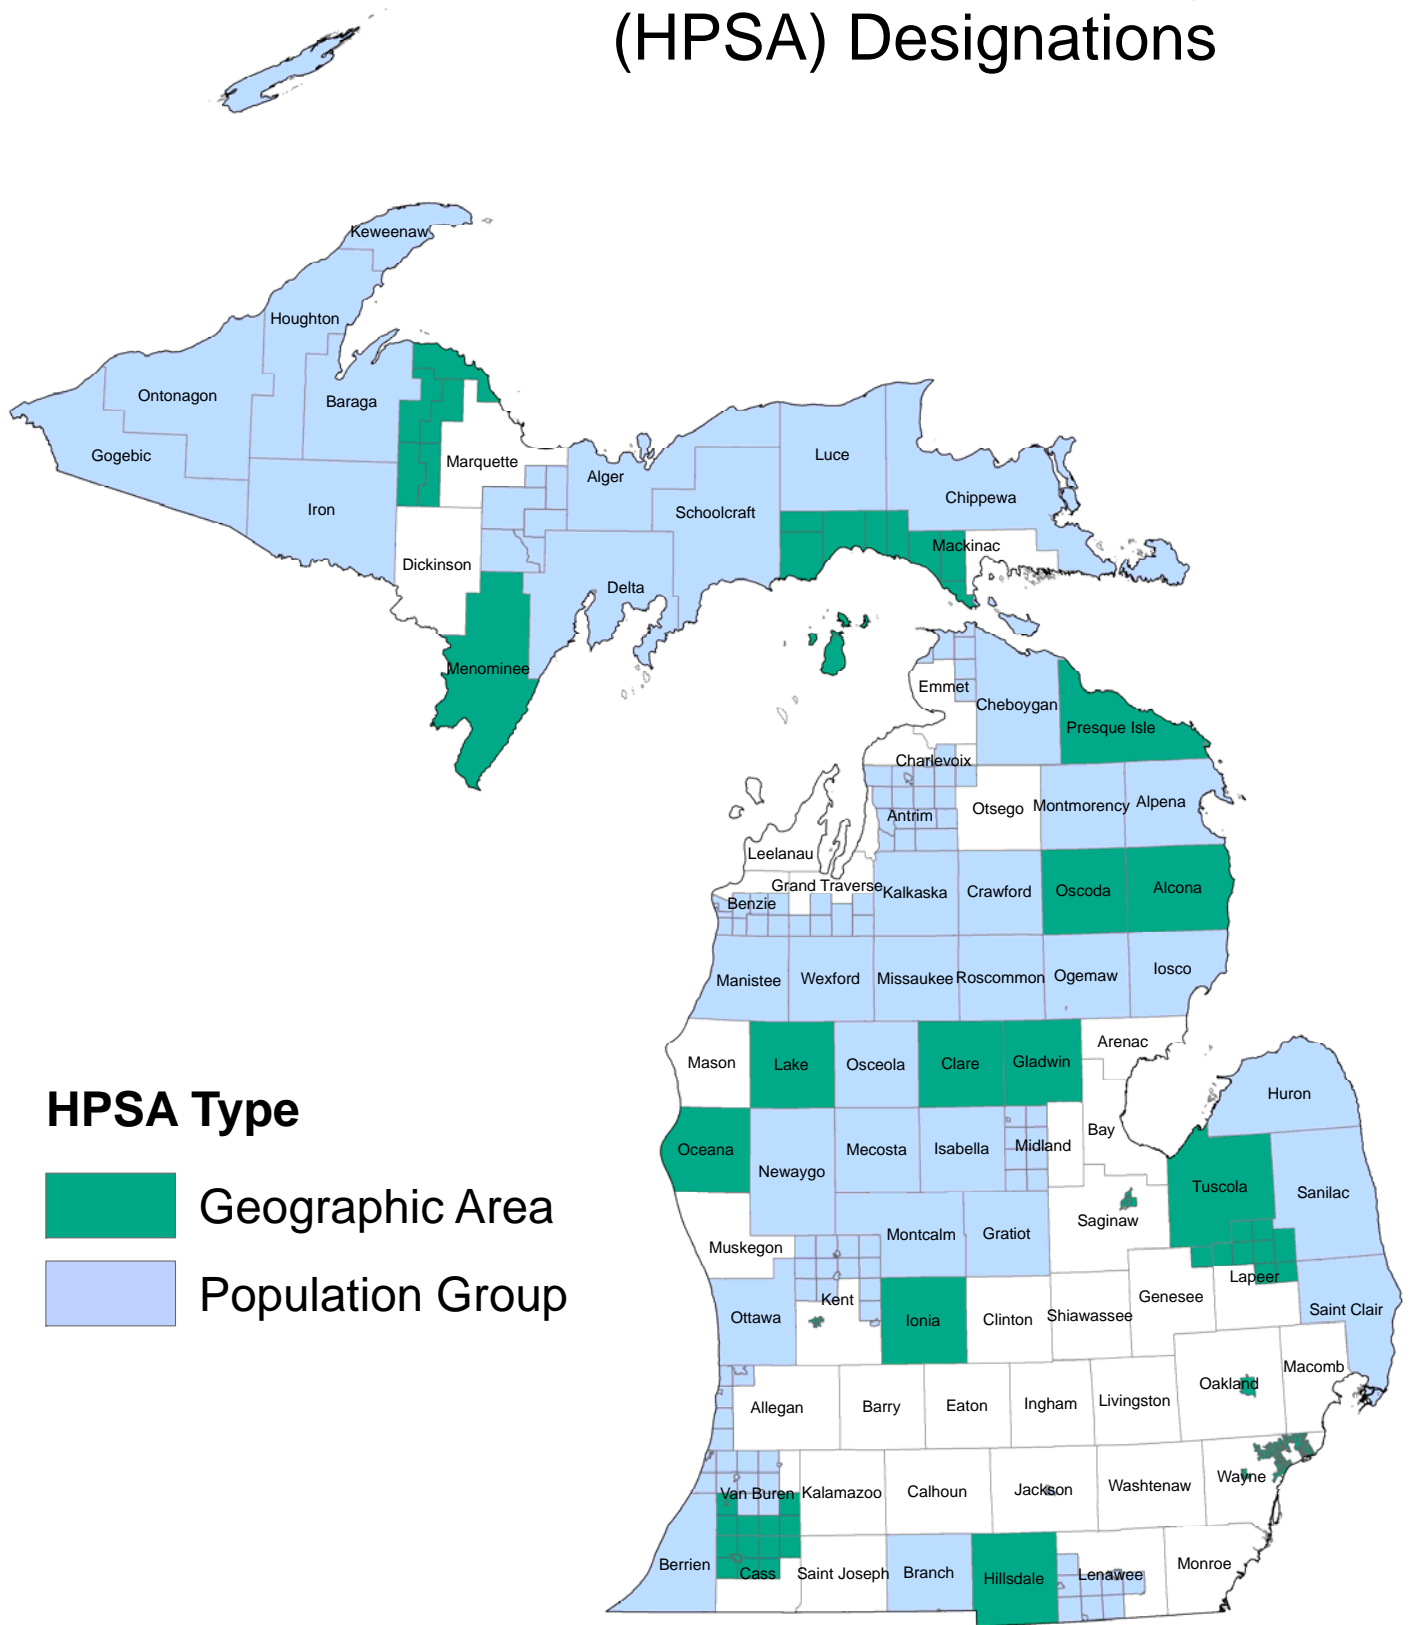 (HPSA) Designations
Keweenaw
Houghton
Ontonagon
Baraga
Gogebic
Marquette
Alger
Luce
Iron
Schoolcraft
Chippewa
Dickinson
Mackinac
Delta
Menominee
Emmet
Cheboygan
Presque Isle
Charlevoix
Antrim
Otsego
Montmorency
Alpena
Leelanau
Grand Traverse
Benzie
Kalkaska
Crawford
Oscoda
Alcona
Manistee
Wexford
Missaukee
Roscommon
Ogemaw
Iosco
Mason
Lake
Osceola
Clare
Gladwin
Arenac
Huron
HPSA Type
Oceana
Newaygo
Mecosta
Isabella
Midland
Bay
Tuscola
Sanilac
Geographic Area
Muskegon
Montcalm
Gratiot
Saginaw
Lapeer
Population Group
Ottawa
Kent
Ionia
Clinton
Shiawassee
Genesee
Saint Clair
Allegan
Barry
Eaton
Ingham
Livingston
Oakland
Macomb
Van Buren
Kalamazoo
Calhoun
Jackson
Washtenaw
Wayne
Berrien
Cass
Saint Joseph
Branch
Hillsdale
Lenawee
Monroe